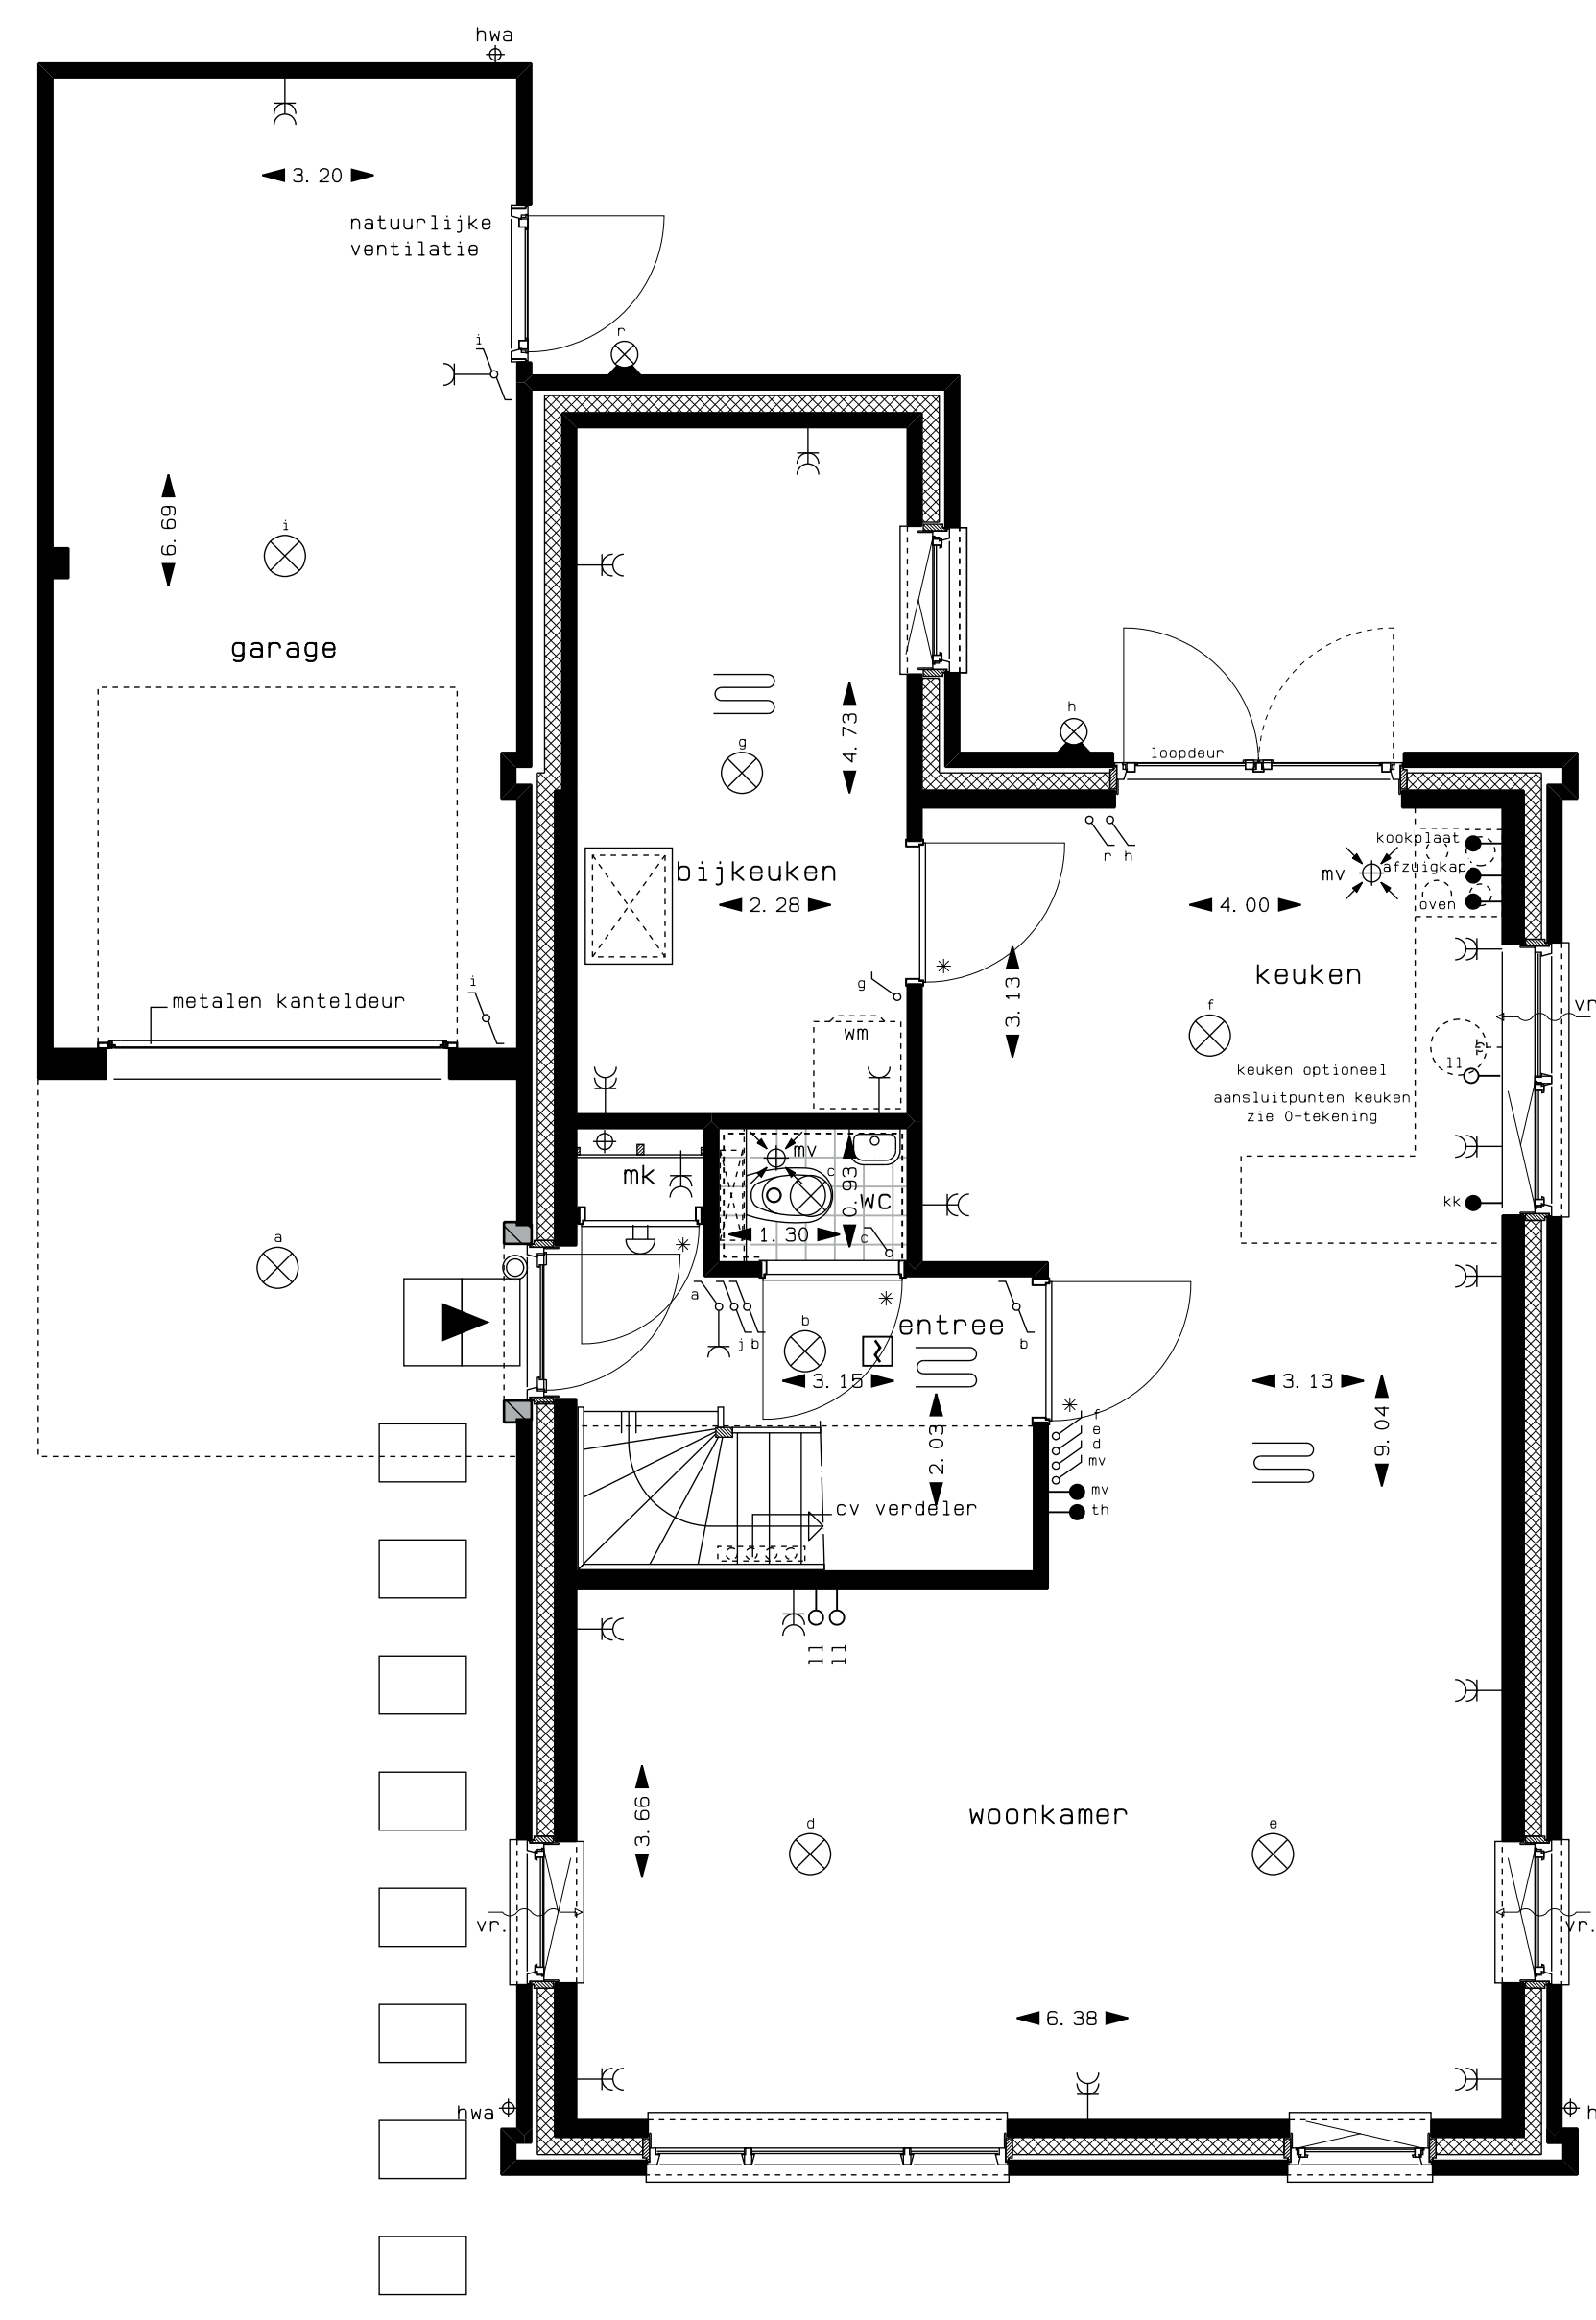 hwa
3. 20
natuurlijke
ventilatie
r
i
6. 69
i
garage
h
g
4. 73
loopdeur
r h
kookplaat
mv
afzuigkap
oven
bijkeuken
2. 28
4. 00
keuken
g
3. 13
f
i
metalen kanteldeur
wm
vr
ll
keuken optioneel
aansluitpunten keuken
zie O-tekening
mk
mv
c
0. 93
wc
kk
1. 30
c
a
a
j b
b
entree
b
3. 15
3. 13
9. 04
2. 03
f
e
d
mv
mv
th
cv verdeler
ll
ll
3. 66
d
woonkamer
e
vr.
vr.
6. 38
hwa
h